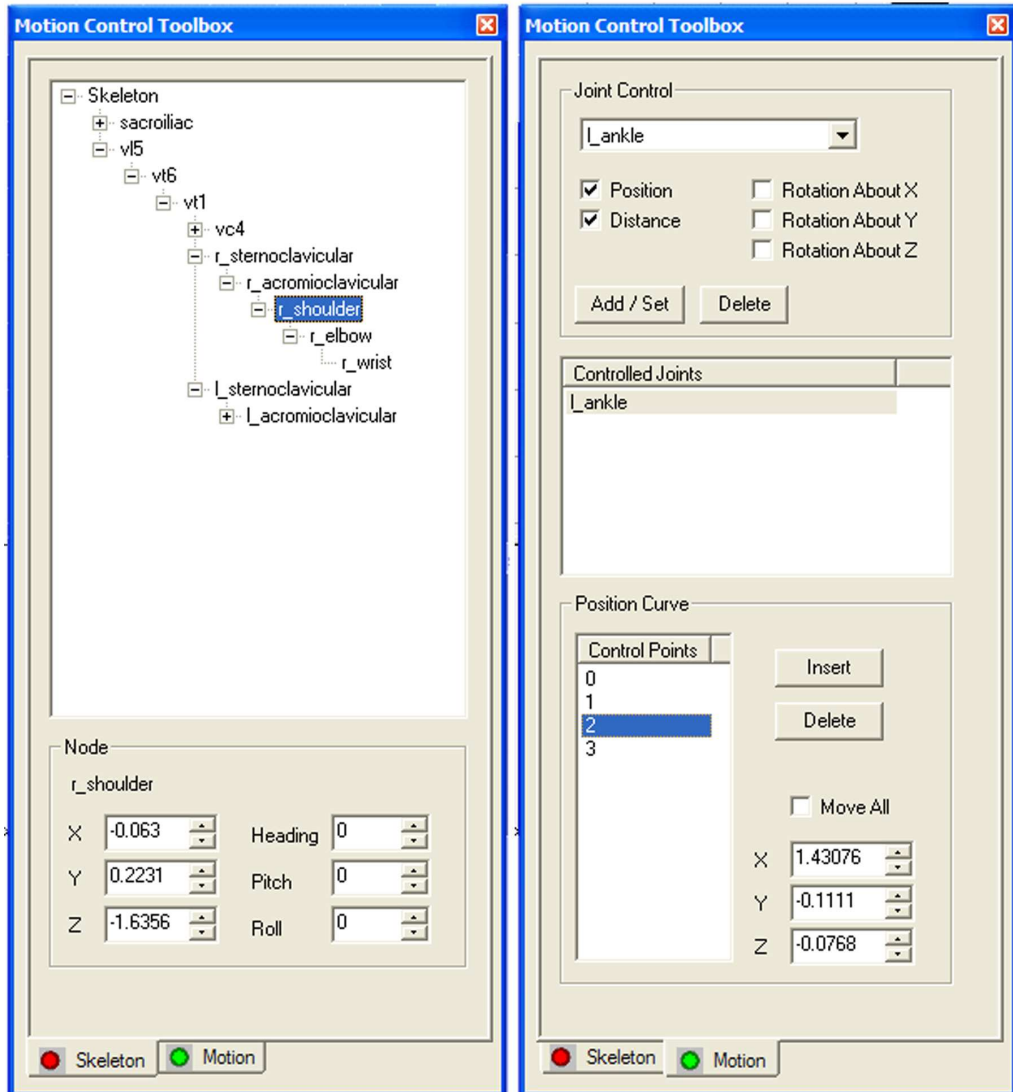 Motion Control Toolbox
Skeleton
sacroiliac
vl5
vt6
vt1
vc4
r_sternoclavicular
r_acromioclavicular
r_shoulder
r_elbow
r_wrist
l_sternoclavicular
l_acromioclavicular
Node
r_shoulder
X -0.063 Heading 0
Y 0.2231 Pitch 0
Z -1.6356 Roll 0
Skeleton Motion
Motion Control Toolbox
Joint Control
l_ankle
Position Rotation About X
Distance Rotation About Y
Rotation About Z
Add / Set Delete
Controlled Joints
l_ankle
Position Curve
Control Points
0
1
2
3
Insert
Delete
Move All
X 1.43076
Y -0.1111
Z -0.0768
Skeleton Motion